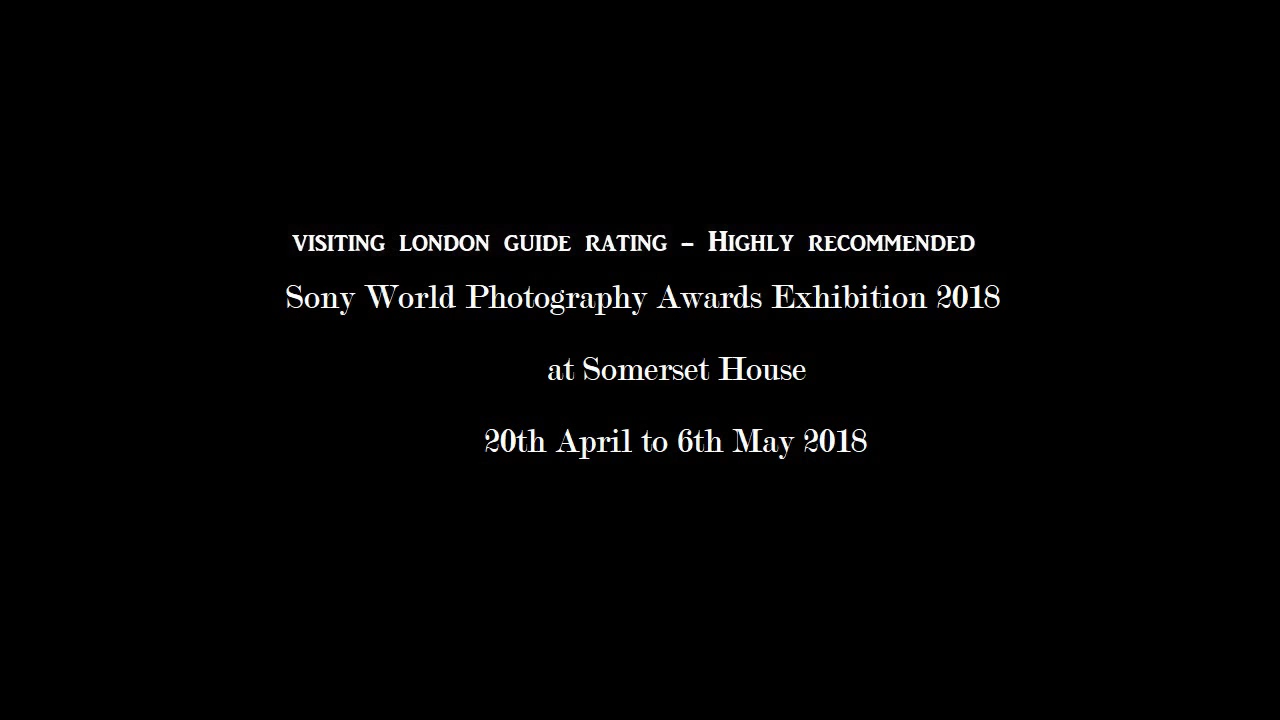 VISITING LONDON GUIDE RATING – HIGHLY RECOMMENDED
Sony World Photography Awards Exhibition 2018
at Somerset House
20th April to 6th May 2018